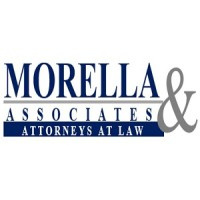 MORELLA &
ASSOCIATES
ATTORNEYS AT LAW